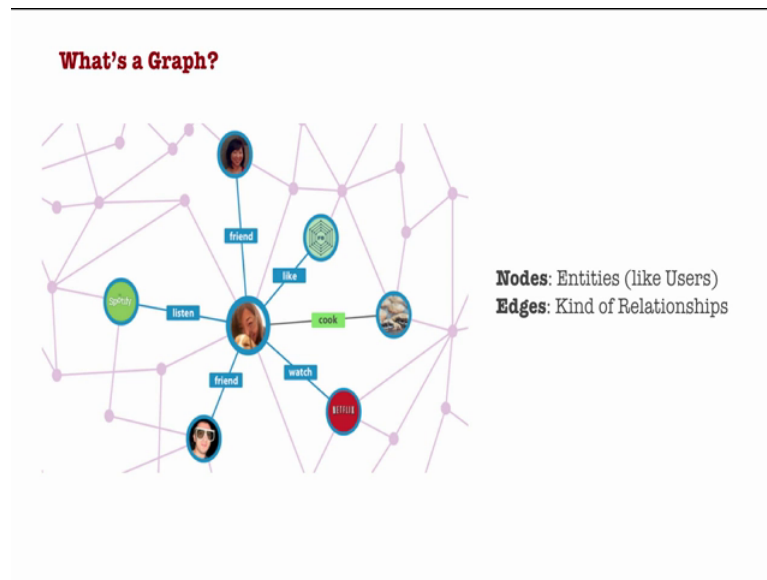 What's a Graph?
friend
like
Spotify
listen
cook
friend
watch
NETFLIX
Nodes: Entities (like Users)
Edges: Kind of Relationships